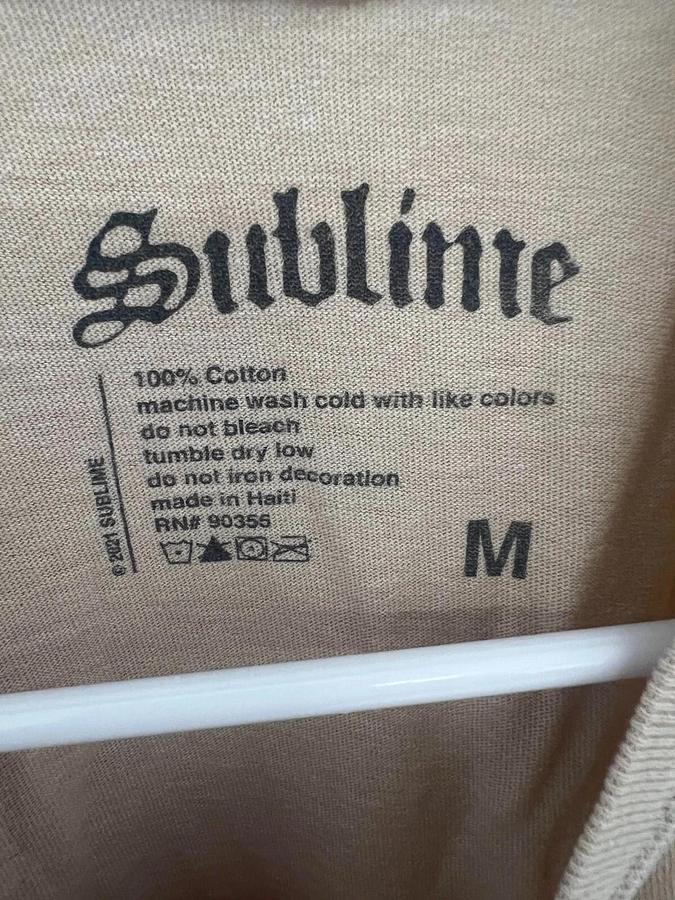 Sublime
100% Cotton
machine wash cold with like colors
do not bleach
tumble dry low
do not iron decoration
made in Haiti
RN# 90355
M
© 2021 SUBLIME